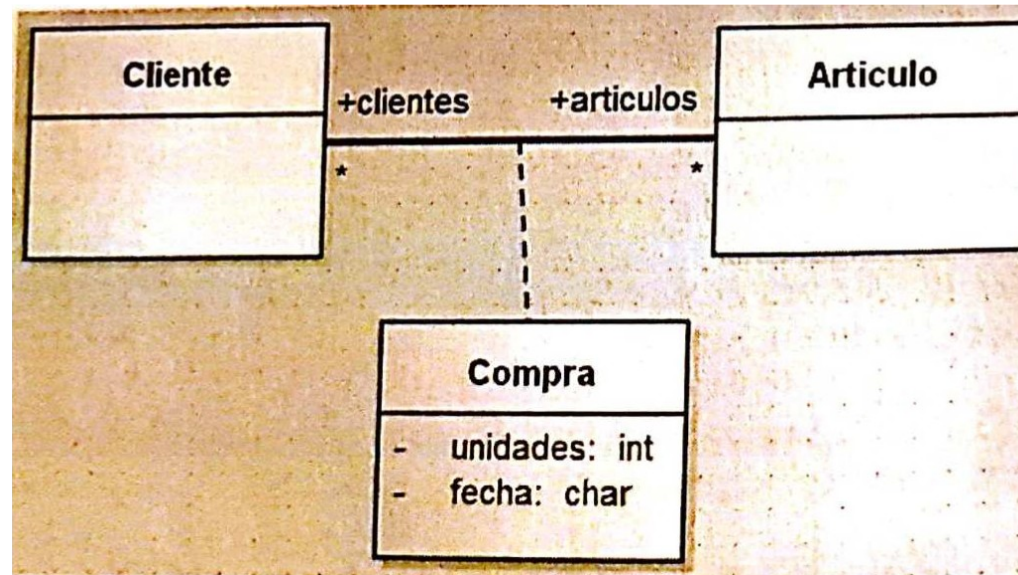 Cliente
Articulo
+clientes
+articulos
*
*
Compra
- unidades: int
- fecha: char